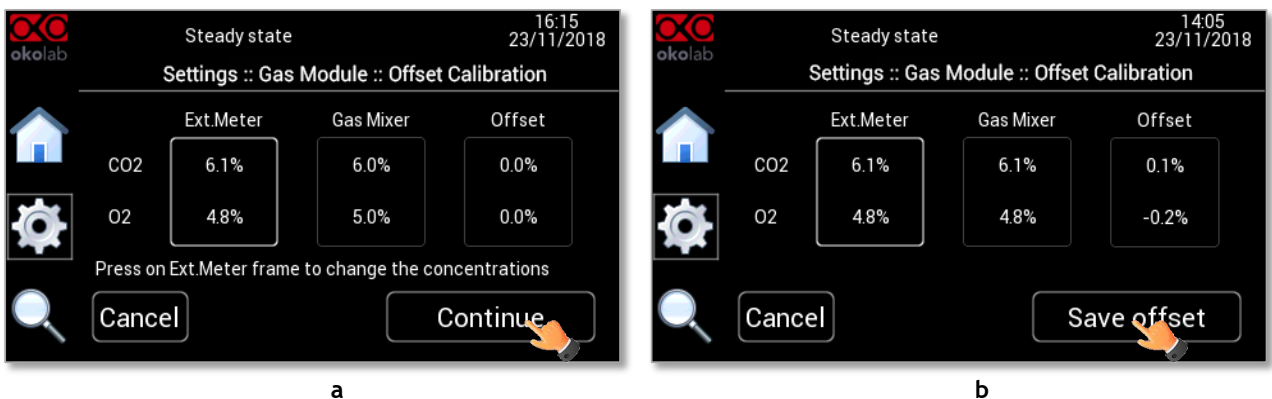 okolab
Steady state
16:15
23/11/2018
Settings :: Gas Module :: Offset Calibration
Ext.Meter Gas Mixer Offset
CO2 6.1% 6.0% 0.0%
O2 4.8% 5.0% 0.0%
Press on Ext.Meter frame to change the concentrations
Cancel Continue
a
okolab
Steady state
14:05
23/11/2018
Settings :: Gas Module :: Offset Calibration
Ext.Meter Gas Mixer Offset
CO2 6.1% 6.1% 0.1%
O2 4.8% 4.8% -0.2%
Cancel Save offset
b